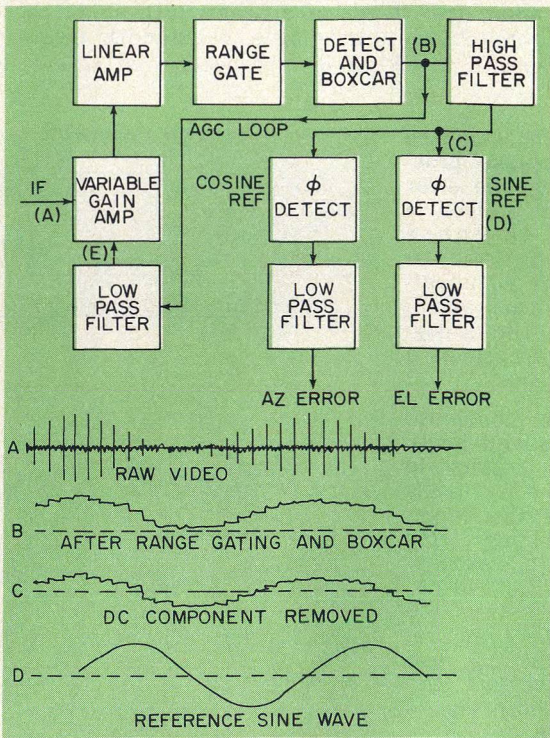 LINEAR
AMP
RANGE
GATE
DETECT
AND
BOXCAR
(B)
HIGH
PASS
FILTER
AGC LOOP
(C)
IF
(A)
VARIABLE
GAIN
AMP
COSINE
REF
ϕ
DETECT
ϕ
DETECT
SINE
REF
(D)
(E)
LOW
PASS
FILTER
LOW
PASS
FILTER
LOW
PASS
FILTER
AZ ERROR
EL ERROR
A
RAW VIDEO
B
AFTER RANGE GATING AND BOXCAR
C
DC COMPONENT REMOVED
D
REFERENCE SINE WAVE